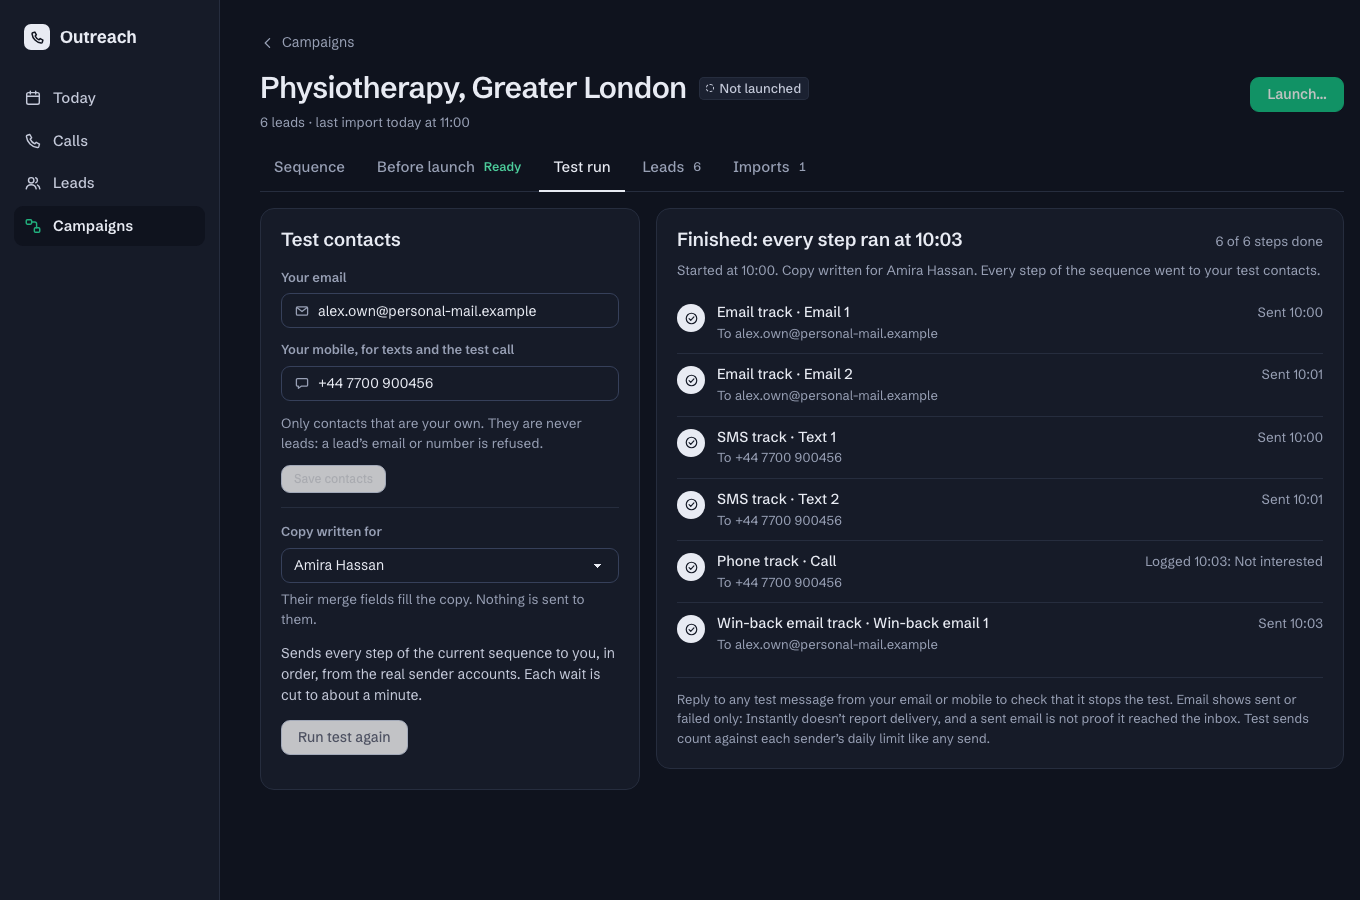 Outreach
Today
Calls
Leads
Campaigns
Campaigns
Physiotherapy, Greater London
Not launched
Launch...
6 leads · last import today at 11:00
Sequence
Before launch Ready
Test run
Leads 6
Imports 1
Test contacts
Your email
alex.own@personal-mail.example
Your mobile, for texts and the test call
+44 7700 900456
Only contacts that are your own. They are never
leads: a lead’s email or number is refused.
Save contacts
Copy written for
Amira Hassan
Their merge fields fill the copy. Nothing is sent to
them.
Sends every step of the current sequence to you, in
order, from the real sender accounts. Each wait is
cut to about a minute.
Run test again
Finished: every step ran at 10:03
6 of 6 steps done
Started at 10:00. Copy written for Amira Hassan. Every step of the sequence went to your test contacts.
Email track · Email 1
Sent 10:00
To alex.own@personal-mail.example
Email track · Email 2
Sent 10:01
To alex.own@personal-mail.example
SMS track · Text 1
Sent 10:00
To +44 7700 900456
SMS track · Text 2
Sent 10:01
To +44 7700 900456
Phone track · Call
Logged 10:03: Not interested
To +44 7700 900456
Win-back email track · Win-back email 1
Sent 10:03
To alex.own@personal-mail.example
Reply to any test message from your email or mobile to check that it stops the test. Email shows sent or
failed only: Instantly doesn’t report delivery, and a sent email is not proof it reached the inbox. Test sends
count against each sender’s daily limit like any send.